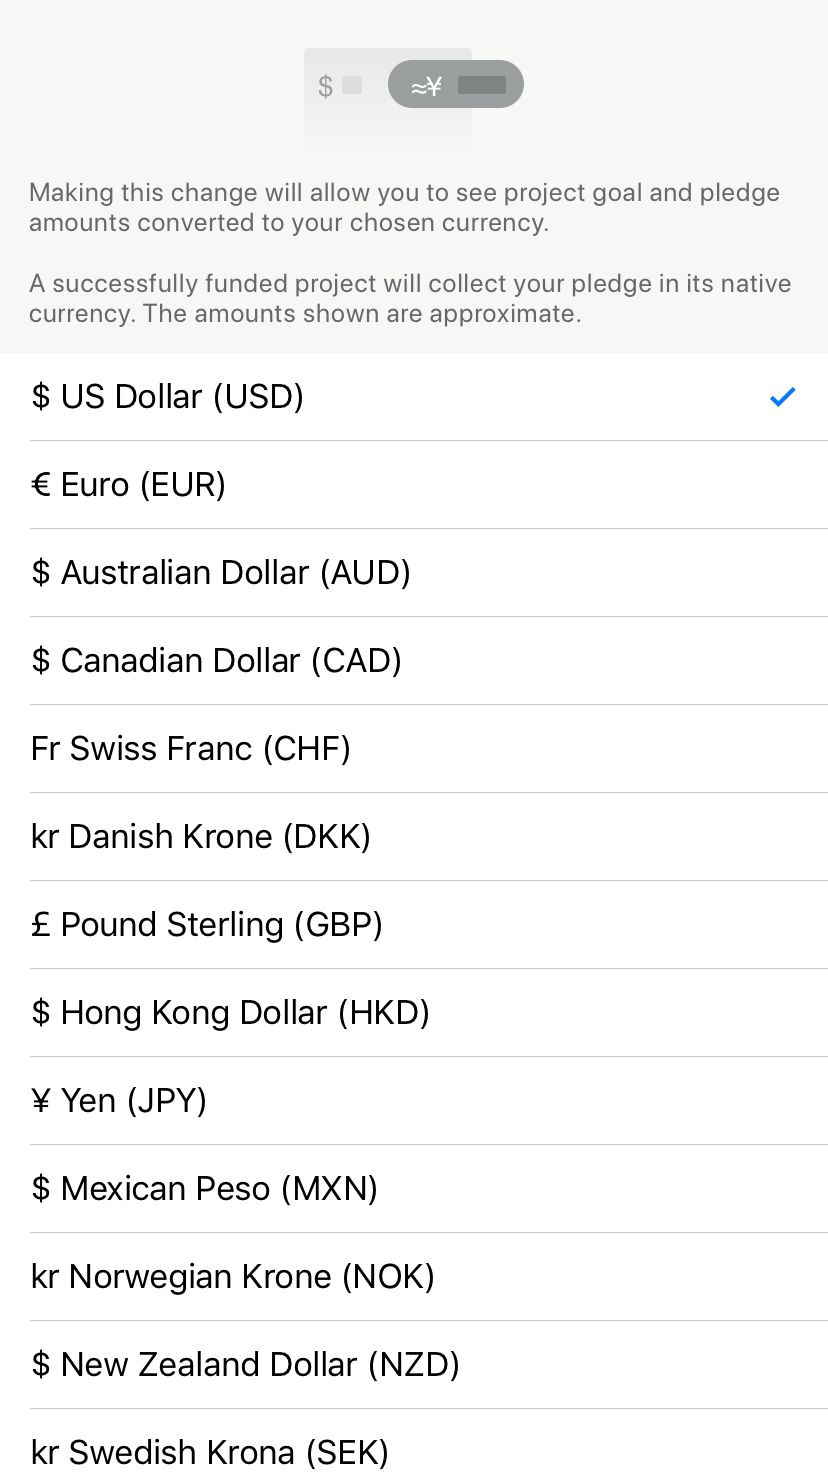 $ ≈¥
Making this change will allow you to see project goal and pledge
amounts converted to your chosen currency.
A successfully funded project will collect your pledge in its native
currency. The amounts shown are approximate.
$ US Dollar (USD)
€ Euro (EUR)
$ Australian Dollar (AUD)
$ Canadian Dollar (CAD)
Fr Swiss Franc (CHF)
kr Danish Krone (DKK)
£ Pound Sterling (GBP)
$ Hong Kong Dollar (HKD)
¥ Yen (JPY)
$ Mexican Peso (MXN)
kr Norwegian Krone (NOK)
$ New Zealand Dollar (NZD)
kr Swedish Krona (SEK)